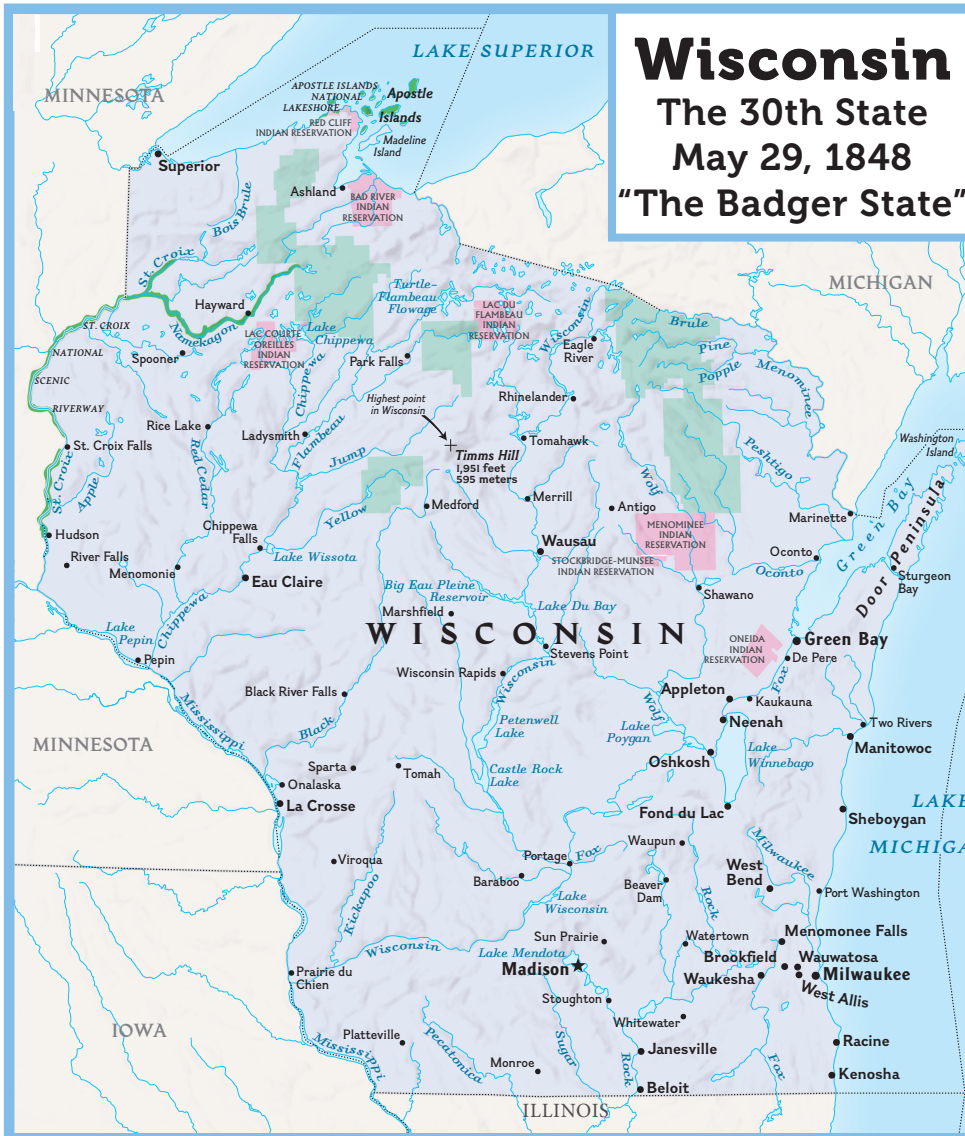 Wisconsin
The 30th State
May 29, 1848
“The Badger State”
LAKE SUPERIOR
MINNESOTA
APOSTLE ISLANDS
NATIONAL
LAKESHORE
Apostle
Islands
RED CLIFF
INDIAN RESERVATION
Madeline
Island
Superior
Ashland
BAD RIVER
INDIAN
RESERVATION
Bois Brule
St. Croix
MICHIGAN
Turtle-
Flambeau
Flowage
Hayward
LAC DU
FLAMBEAU
INDIAN
RESERVATION
Wisconsin
Brule
ST. CROIX
Namekagon
LAC COURTE
OREILLES
INDIAN
RESERVATION
Lake
Chippewa
Eagle
River
Pine
NATIONAL
Spooner
Park Falls
Popple
Menominee
SCENIC
Chippewa
Highest point
in Wisconsin
Rhinelander
RIVERWAY
Rice Lake
Ladysmith
Flambeau
St. Croix Falls
Red Cedar
Jump
Timms Hill
1,951 feet
595 meters
Tomahawk
Peshtigo
Washington
Island
St. Croix
Apple
Wolf
Medford
Merrill
Antigo
Marinette
Green Bay
Door Peninsula
Yellow
Hudson
Chippewa
Falls
MENOMINEE
INDIAN
RESERVATION
River Falls
Menomonie
Lake Wissota
Wausau
STOCKBRIDGE-MUNSEE
INDIAN RESERVATION
Oconto
Oconto
Sturgeon
Bay
Eau Claire
Big Eau Pleine
Reservoir
Shawano
Chippewa
Marshfield
Lake Du Bay
Lake
Pepin
WISCONSIN
ONEIDA
INDIAN
RESERVATION
Green Bay
Pepin
Stevens Point
De Pere
Wisconsin Rapids
Wisconsin
Fox
Black River Falls
Appleton
Kaukauna
Mississippi
Wolf
Black
Petenwell
Lake
Lake
Poygan
Neenah
Two Rivers
MINNESOTA
Manitowoc
Oshkosh
Lake
Winnebago
Sparta
Tomah
Castle Rock
Lake
Onalaska
La Crosse
Fond du Lac
Sheboygan
LAKE
MICHIGA
Viroqua
Portage
Fox
Waupun
Milwaukee
Kickapoo
Baraboo
Beaver
Dam
West
Bend
Port Washington
Lake
Wisconsin
Rock
Wisconsin
Sun Prairie
Watertown
Menomonee Falls
Lake Mendota
Brookfield
Wauwatosa
Madison
Waukesha
Milwaukee
Prairie du
Chien
West Allis
Stoughton
Whitewater
IOWA
Platteville
Mississippi
Pecatonica
Sugar
Janesville
Racine
Monroe
Rock
Fox
Kenosha
Beloit
ILLINOIS